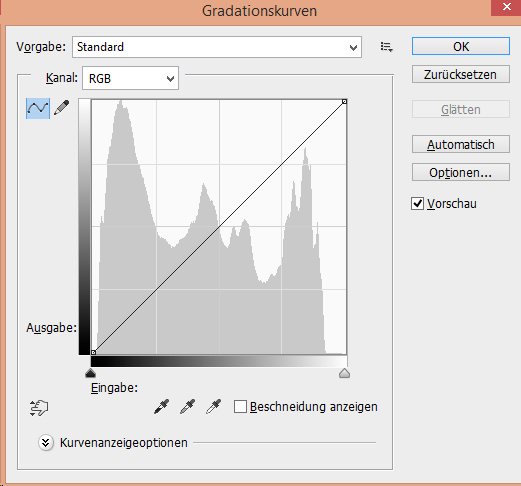 Gradationskurven
Vorgabe: Standard
OK
Kanal: RGB
Zurücksetzen
Glätten
Automatisch
Optionen...
Vorschau
Ausgabe:
Eingabe:
Beschneidung anzeigen
Kurvenanzeigeoptionen